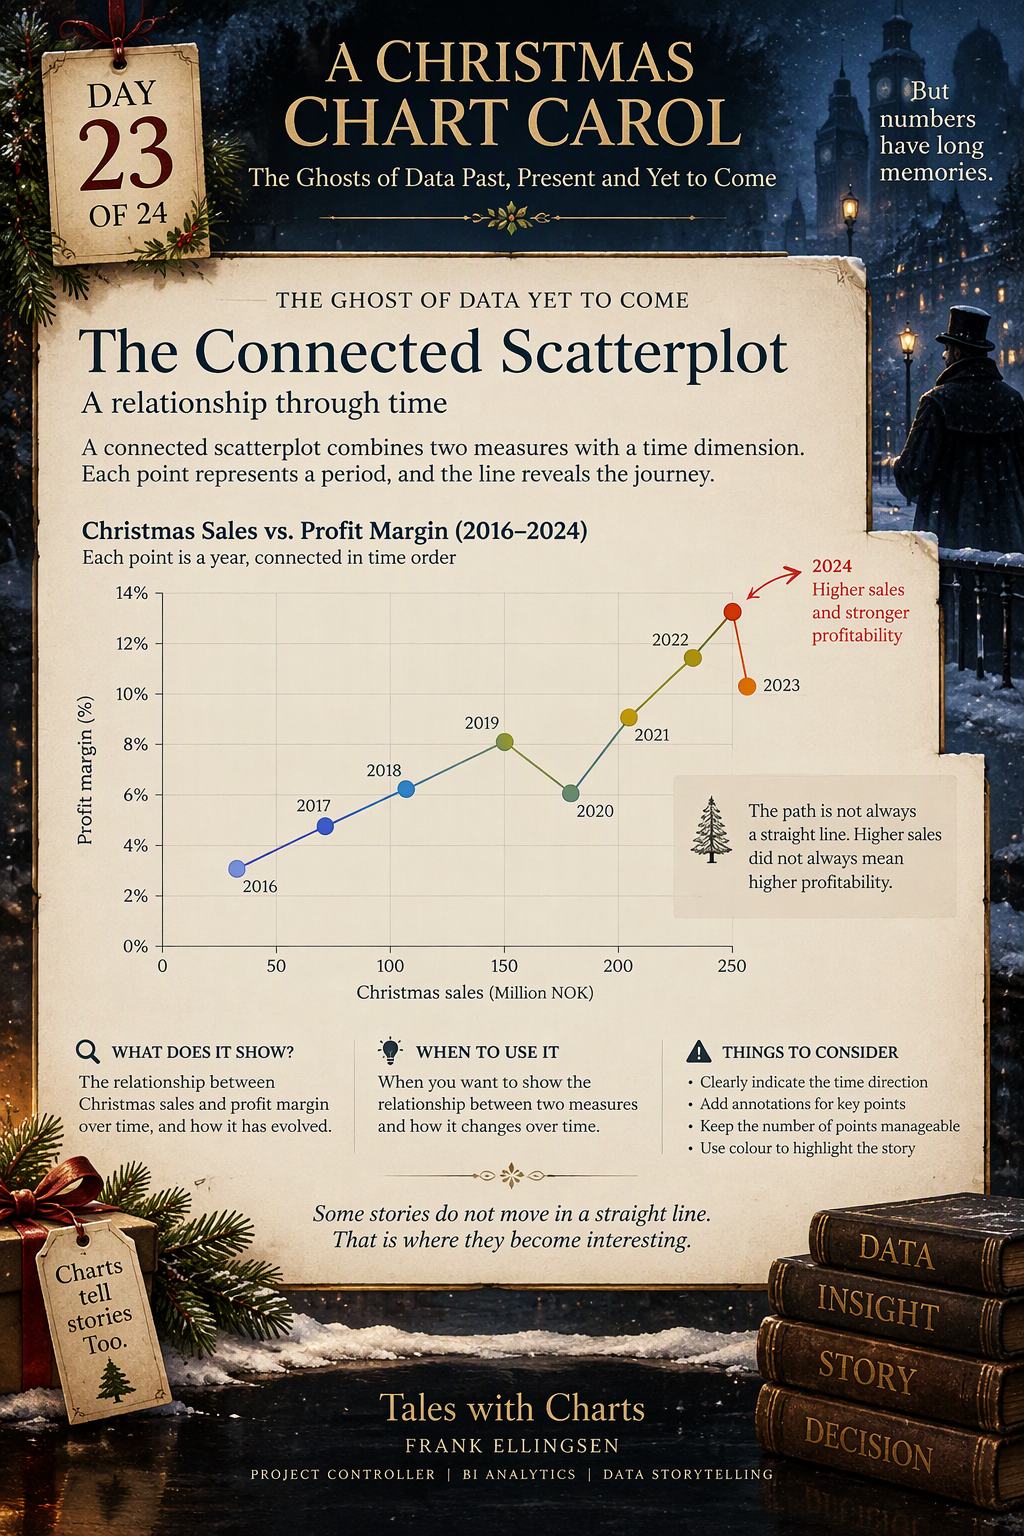 DAY
23
OF 24
A CHRISTMAS
CHART CAROL
The Ghosts of Data Past, Present and Yet to Come
But
numbers
have long
memories.
THE GHOST OF DATA YET TO COME
The Connected Scatterplot
A relationship through time
A connected scatterplot combines two measures with a time dimension.
Each point represents a period, and the line reveals the journey.
Christmas Sales vs. Profit Margin (2016–2024)
Each point is a year, connected in time order
Profit margin (%)
14%
12%
10%
8%
6%
4%
2%
0%
0
50
100
150
200
250
Christmas sales (Million NOK)
2016
2017
2018
2019
2020
2021
2022
2023
2024
Higher sales
and stronger
profitability
The path is not always
a straight line. Higher sales
did not always mean
higher profitability.
WHAT DOES IT SHOW?
The relationship between
Christmas sales and profit margin
over time, and how it has evolved.
WHEN TO USE IT
When you want to show the
relationship between two measures
and how it changes over time.
THINGS TO CONSIDER
• Clearly indicate the time direction
• Add annotations for key points
• Keep the number of points manageable
• Use colour to highlight the story
Some stories do not move in a straight line.
That is where they become interesting.
Charts
tell
stories
Too.
DATA
INSIGHT
STORY
DECISION
Tales with Charts
FRANK ELLINGSEN
PROJECT CONTROLLER | BI ANALYTICS | DATA STORYTELLING